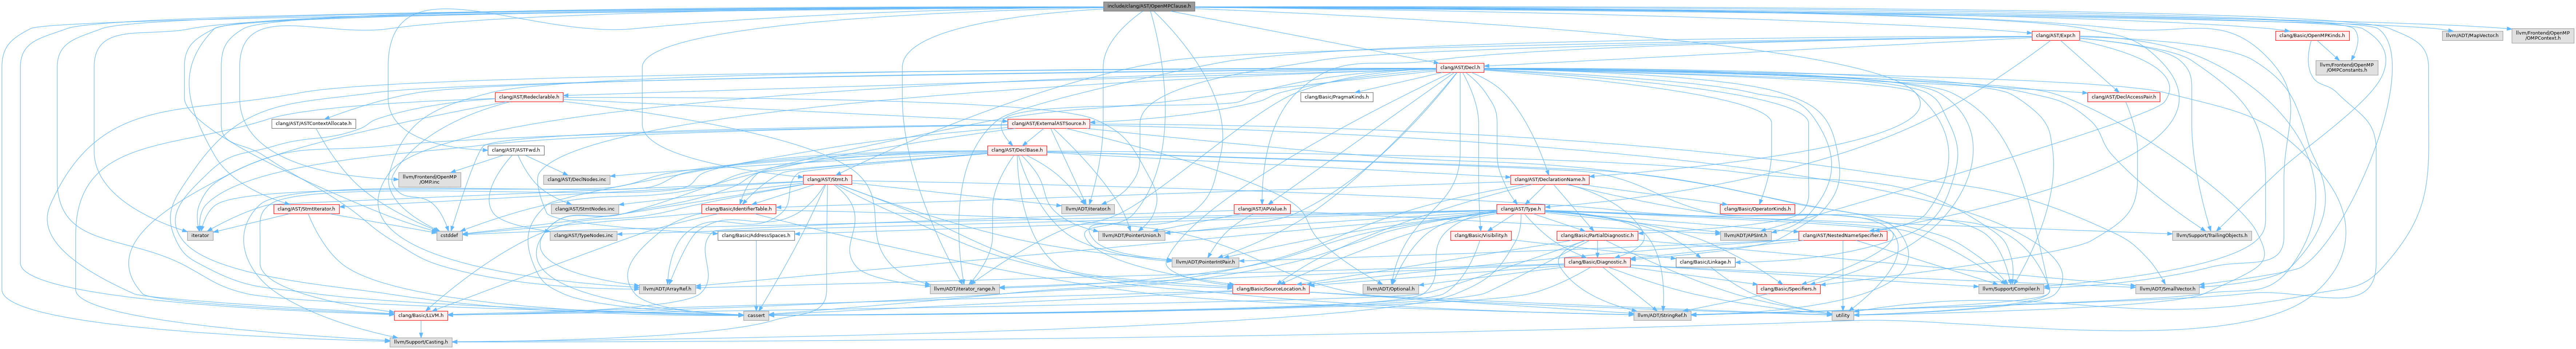 include/clang/AST/OpenMPClause.h
clang/AST/Expr.h
clang/Basic/OpenMPKinds.h
llvm/ADT/MapVector.h
llvm/Frontend/OpenMP
/OMPContext.h
clang/AST/Decl.h
llvm/Frontend/OpenMP
/OMPConstants.h
clang/AST/Redeclarable.h
clang/Basic/PragmaKinds.h
clang/AST/DeclAccessPair.h
clang/AST/ASTContextAllocate.h
clang/AST/ExternalASTSource.h
clang/AST/ASTFwd.h
clang/AST/DeclBase.h
llvm/Frontend/OpenMP
/OMP.inc
clang/AST/DeclNodes.inc
clang/AST/Stmt.h
clang/AST/DeclarationName.h
clang/AST/StmtIterator.h
clang/AST/StmtNodes.inc
clang/Basic/IdentifierTable.h
llvm/ADT/iterator.h
clang/AST/APValue.h
clang/AST/Type.h
clang/Basic/OperatorKinds.h
iterator
cstddef
clang/AST/TypeNodes.inc
clang/Basic/AddressSpaces.h
llvm/ADT/PointerUnion.h
clang/Basic/Visibility.h
clang/Basic/PartialDiagnostic.h
llvm/ADT/APSInt.h
clang/AST/NestedNameSpecifier.h
llvm/Support/TrailingObjects.h
llvm/ADT/PointerIntPair.h
clang/Basic/Diagnostic.h
clang/Basic/Linkage.h
llvm/ADT/ArrayRef.h
llvm/ADT/iterator_range.h
clang/Basic/SourceLocation.h
llvm/ADT/Optional.h
clang/Basic/Specifiers.h
llvm/Support/Compiler.h
llvm/ADT/SmallVector.h
clang/Basic/LLVM.h
cassert
llvm/ADT/StringRef.h
utility
llvm/Support/Casting.h